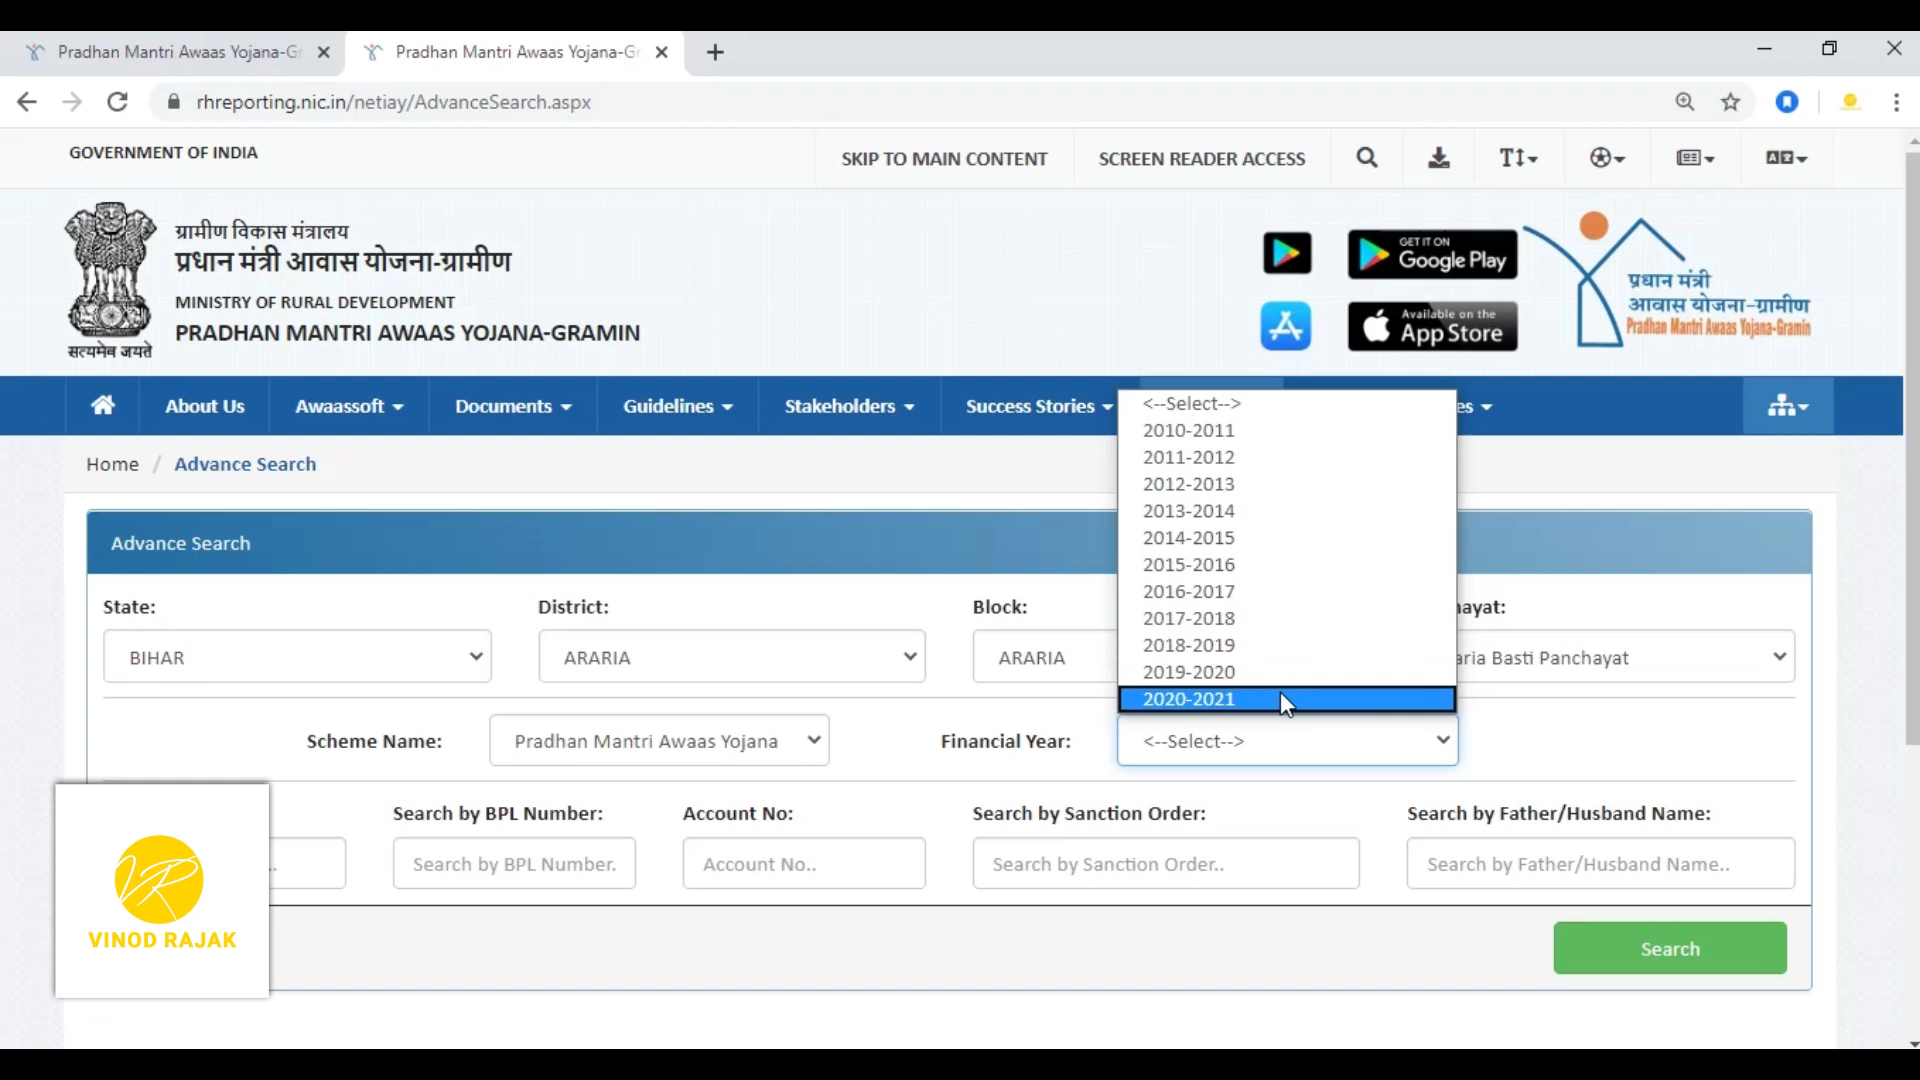 Pradhan Mantri Awaas Yojana-Gr
Pradhan Mantri Awaas Yojana-Gr
rhreporting.nic.in/netiay/AdvanceSearch.aspx
GOVERNMENT OF INDIA
SKIP TO MAIN CONTENT
SCREEN READER ACCESS
ग्रामीण विकास मंत्रालय
प्रधान मंत्री आवास योजना-ग्रामीण
MINISTRY OF RURAL DEVELOPMENT
PRADHAN MANTRI AWAAS YOJANA-GRAMIN
सत्यमेव जयते
GET IT ON
Google Play
Available on the
App Store
प्रधान मंत्री
आवास योजना-ग्रामीण
Pradhan Mantri Awaas Yojana-Gramin
About Us
Awaassoft
Documents
Guidelines
Stakeholders
Success Stories
es
Home / Advance Search
Advance Search
<--Select-->
2010-2011
2011-2012
2012-2013
2013-2014
2014-2015
2015-2016
2016-2017
2017-2018
2018-2019
2019-2020
2020-2021
State:
District:
Block:
hayat:
BIHAR
ARARIA
ARARIA
aria Basti Panchayat
Scheme Name:
Pradhan Mantri Awaas Yojana
Financial Year:
<--Select-->
Search by BPL Number:
Account No:
Search by Sanction Order:
Search by Father/Husband Name:
..
Search by BPL Number.
Account No..
Search by Sanction Order..
Search by Father/Husband Name..
VR
VINOD RAJAK
Search